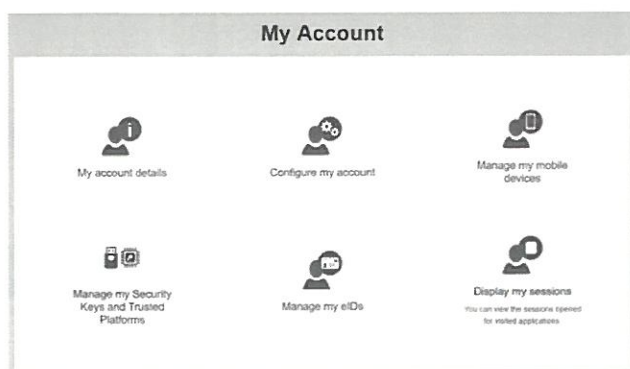 My Account
My account details
Configure my account
Manage my mobile
devices
Manage my Security
Keys and Trusted
Platforms
Manage my eIDs
Display my sessions
You can view the sessions opened
for visited applications